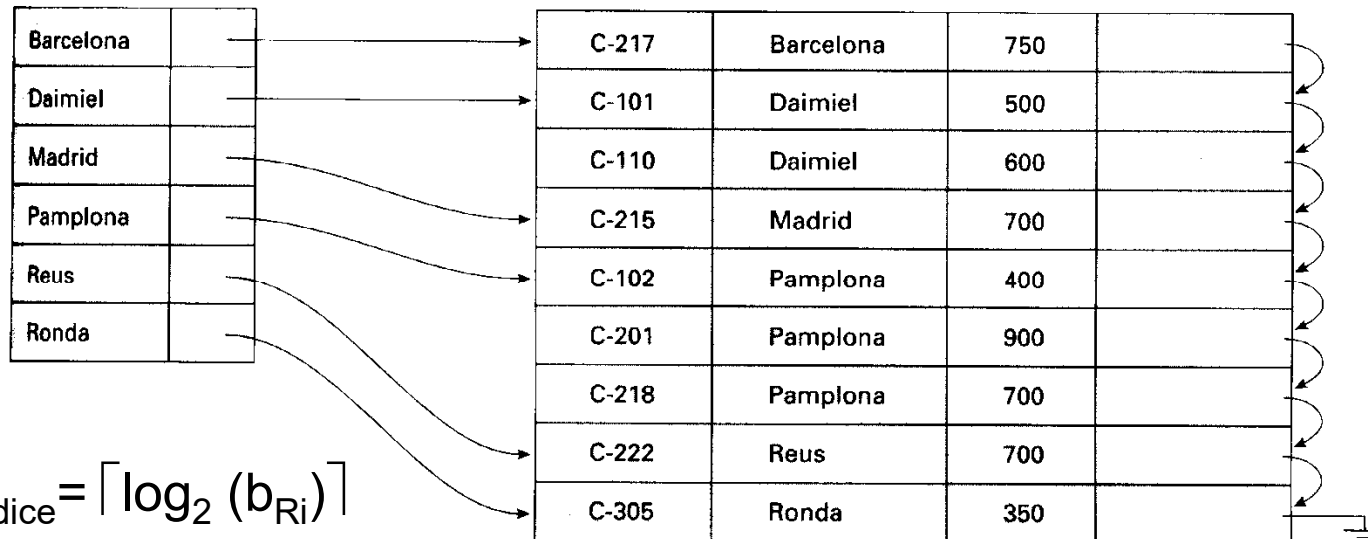 Barcelona
Daimiel
Madrid
Pamplona
Reus
Ronda
C-217 Barcelona 750
C-101 Daimiel 500
C-110 Daimiel 600
C-215 Madrid 700
C-102 Pamplona 400
C-201 Pamplona 900
C-218 Pamplona 700
C-222 Reus 700
C-305 Ronda 350
dice = ⌈log₂ (b_Ri)⌉